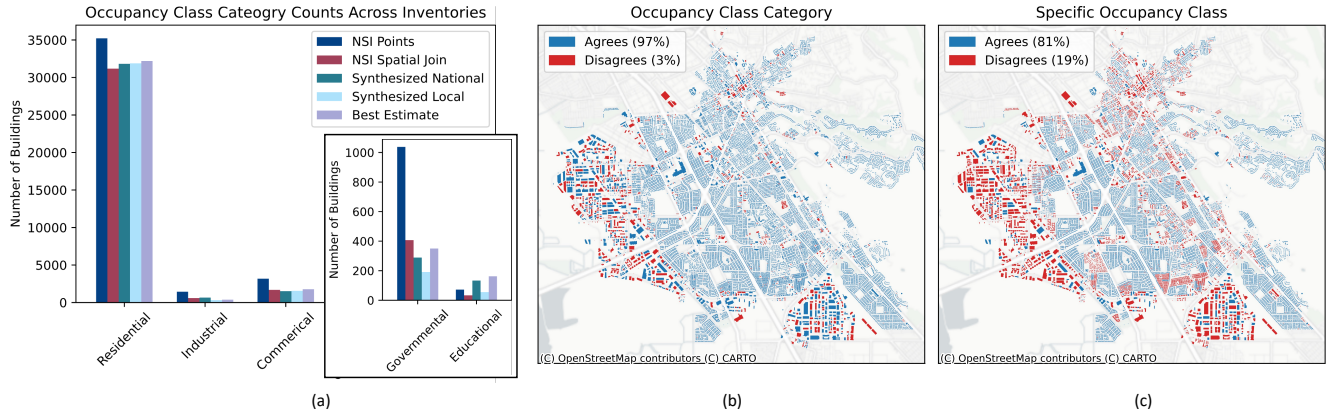 Occupancy Class Cateogry Counts Across Inventories
35000
30000
25000
20000
15000
10000
5000
0
Number of Buildings
NSI Points
NSI Spatial Join
Synthesized National
Synthesized Local
Best Estimate
Residential
Industrial
Commerical
1000
800
600
400
200
0
Number of Buildings
Governmental
Educational
(a)
Occupancy Class Category
Agrees (97%)
Disagrees (3%)
(C) OpenStreetMap contributors (C) CARTO
(b)
Specific Occupancy Class
Agrees (81%)
Disagrees (19%)
(C) OpenStreetMap contributors (C) CARTO
(c)